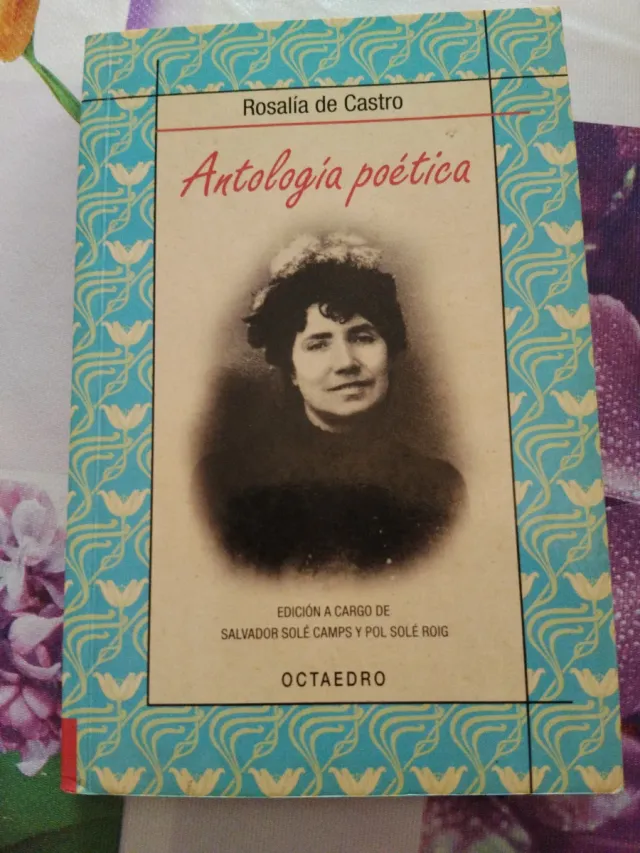 Rosalía de Castro
Antología poética
EDICIÓN A CARGO DE
SALVADOR SOLÉ CAMPS Y POL SOLÉ ROIG
OCTAEDRO